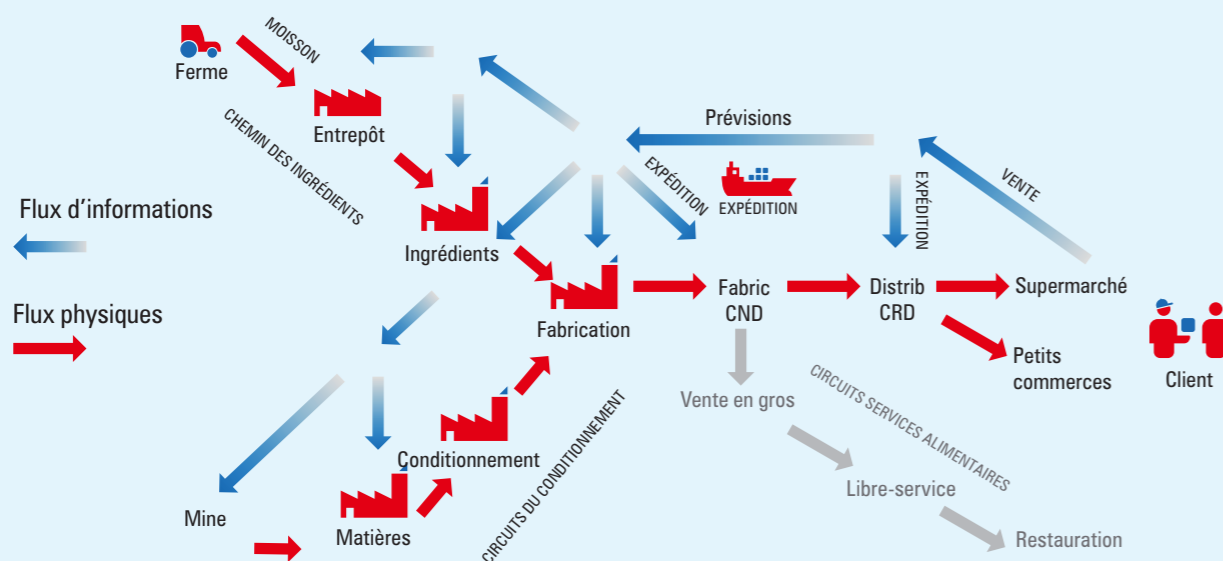 MOISSON
Ferme
Entrepôt
CHEMIN DES INGRÉDIENTS
Prévisions
EXPÉDITION
EXPÉDITION
EXPÉDITION
VENTE
Flux d'informations
Ingrédients
Flux physiques
Fabrication
Fabric
CND
Distrib
CRD
Supermarché
Petits
commerces
Client
Vente en gros
CIRCUITS SERVICES ALIMENTAIRES
Conditionnement
CIRCUITS DU CONDITIONNEMENT
Libre-service
Mine
Matières
Restauration